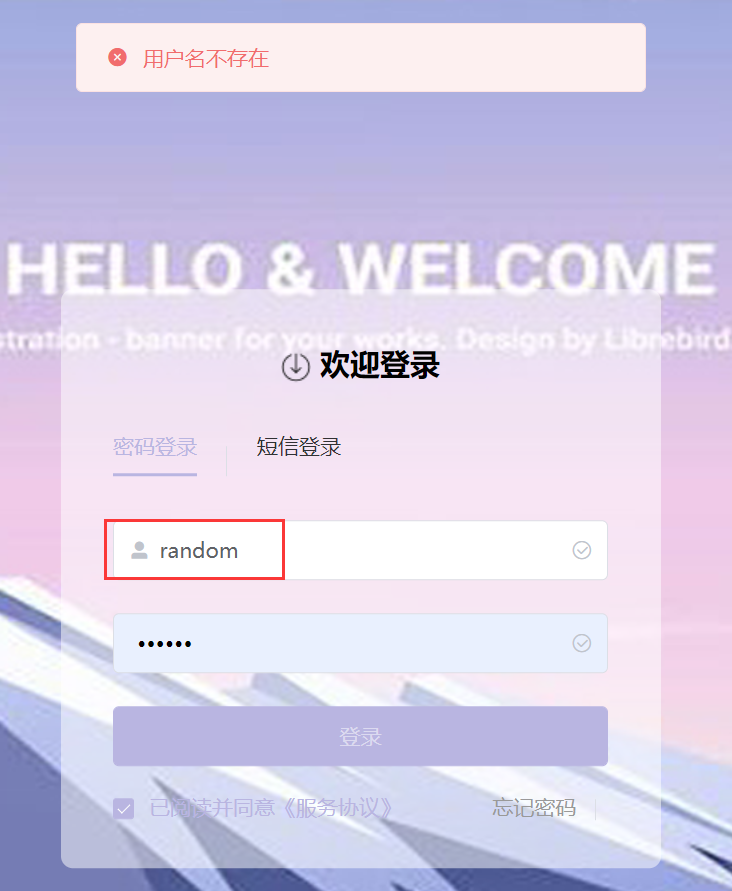 用户名不存在
HELLO & WELCOME
stration - banner for your works. Design by Librebird
欢迎登录
密码登录 短信登录
random
••••••
登录
已阅读并同意《服务协议》 忘记密码